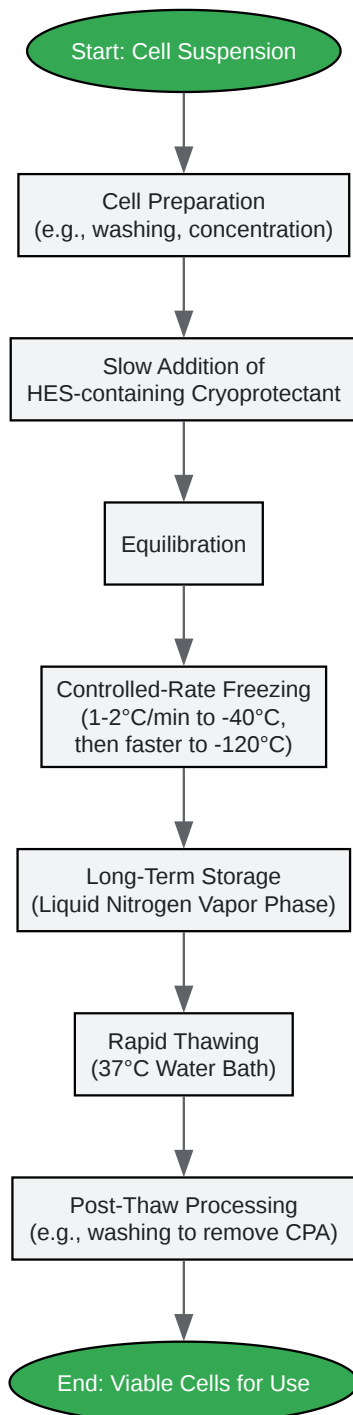 Start: Cell Suspension
Cell Preparation
(e.g., washing, concentration)
Slow Addition of
HES-containing Cryoprotectant
Equilibration
Controlled-Rate Freezing
(1-2°C/min to -40°C,
then faster to -120°C)
Long-Term Storage
(Liquid Nitrogen Vapor Phase)
Rapid Thawing
(37°C Water Bath)
Post-Thaw Processing
(e.g., washing to remove CPA)
End: Viable Cells for Use